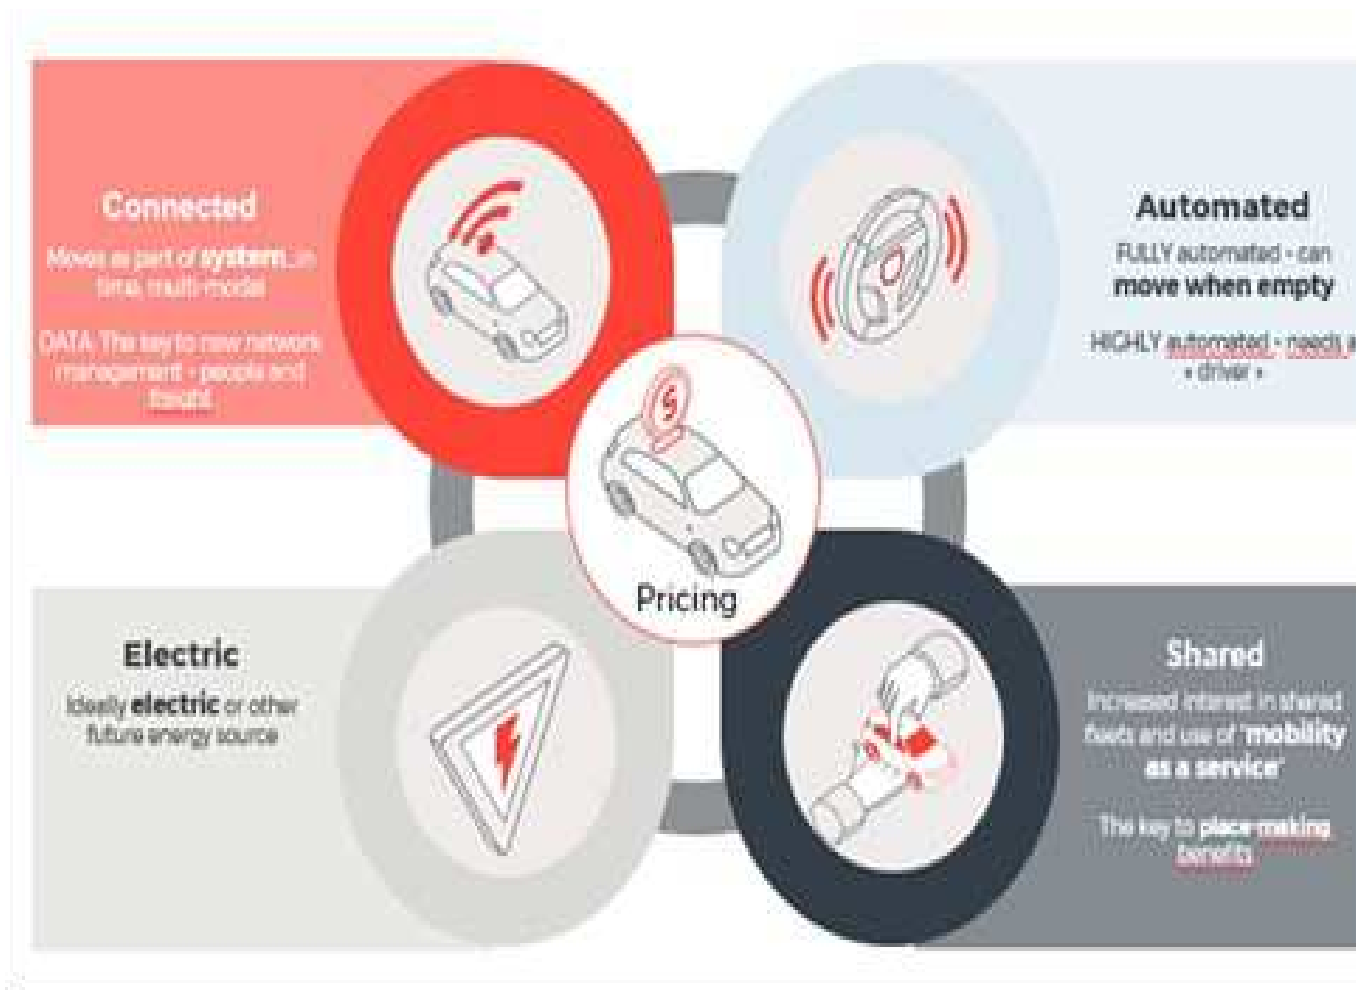 Connected
Moves as part of system...in
time, multi-model
DATA: The key to new network
management - people and
freight
Automated
FULLY automated - can
move when empty
HIGHLY automated - needs a
« driver »
$
Pricing
Electric
Ideally electric or other
future energy source
Shared
Increased interest in shared
fleets and use of "mobility
as a service"
The key to place-making
benefits